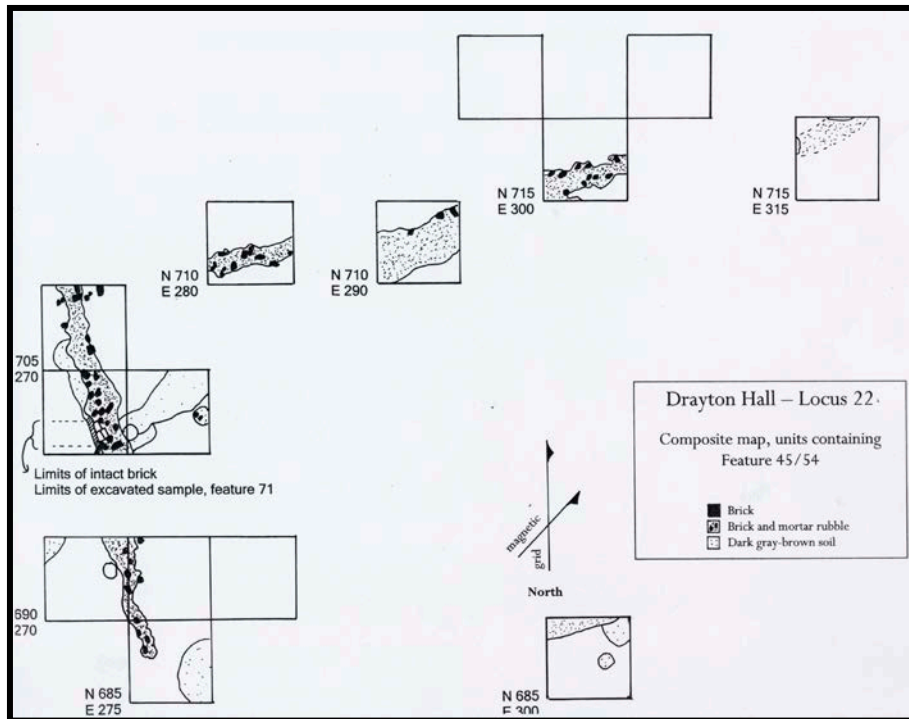 N 715
E 300
N 715
E 315
N 710
E 280
N 710
E 290
705
270
Drayton Hall – Locus 22
Composite map, units containing
Feature 45/54
Brick
Brick and mortar rubble
Dark gray-brown soil
Limits of intact brick
Limits of excavated sample, feature 71
magnetic
grid
North
690
270
N 685
E 275
N 685
E 300